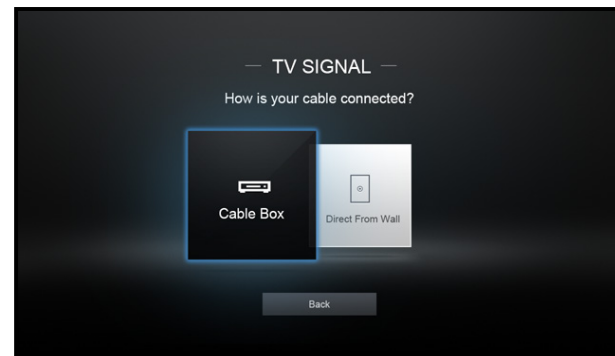 TV SIGNAL
How is your cable connected?
Cable Box
Direct From Wall
Back